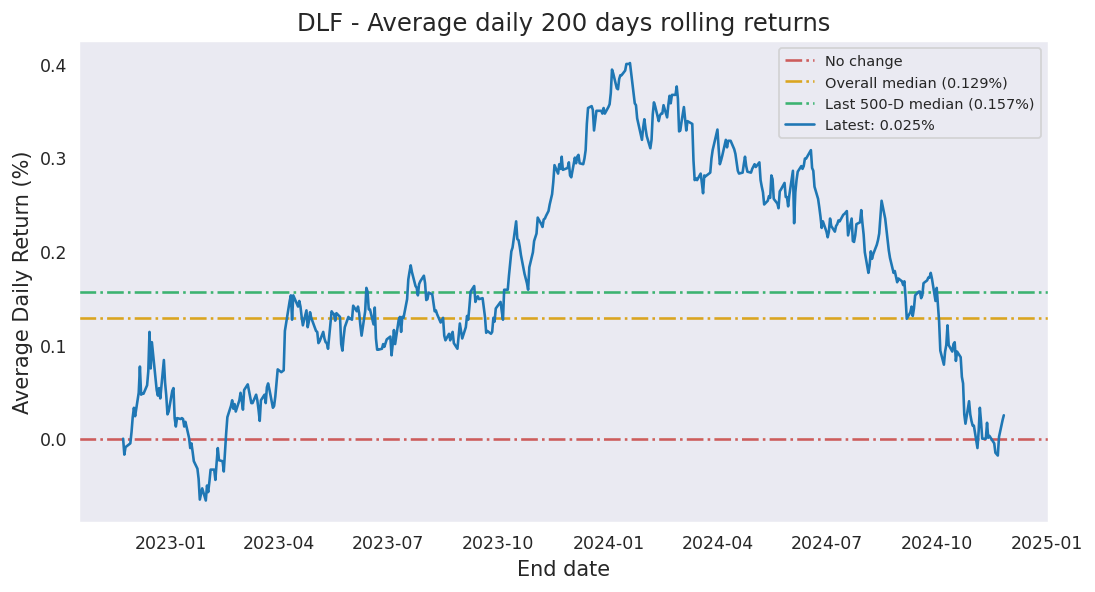 DLF - Average daily 200 days rolling returns
No change
Overall median (0.129%)
Last 500-D median (0.157%)
Latest: 0.025%
Average Daily Return (%)
0.4
0.3
0.2
0.1
0.0
2023-01 2023-04 2023-07 2023-10 2024-01 2024-04 2024-07 2024-10 2025-01
End date